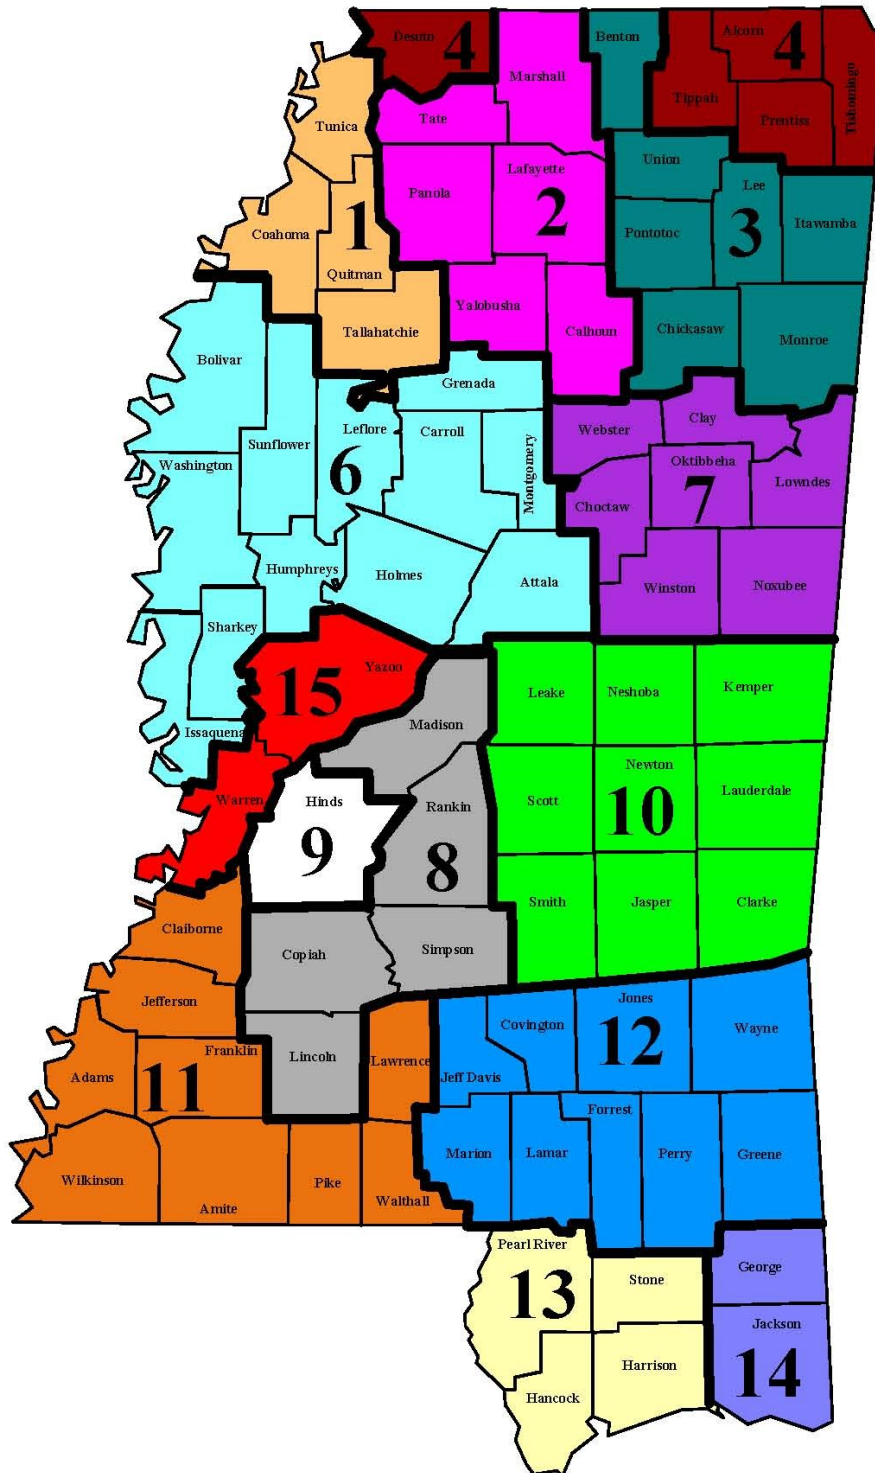 Desoto
4
Marshall
Benton
Alcorn
4
Tippah
Prentiss
Tishomingo
Tunica
Tate
Union
Lee
Itawamba
Panola
Lafayette
2
Pontotoc
3
Coahoma
1
Quitman
Tallahatchie
Yalobusha
Calhoun
Chickasaw
Monroe
Bolivar
Grenada
Sunflower
Leflore
6
Carroll
Montgomery
Webster
Clay
Washington
Oktibbeha
7
Lowndes
Choctaw
Humphreys
Holmes
Attala
Winston
Noxubee
Sharkey
15
Yazoo
Leake
Neshoba
Kemper
Issaquena
Madison
Warren
Hinds
9
Rankin
8
Scott
Newton
10
Lauderdale
Smith
Jasper
Clarke
Claiborne
Copiah
Simpson
Jefferson
Franklin
Lincoln
Lawrence
Adams
11
Jeff Davis
Covington
Jones
12
Wayne
Wilkinson
Amite
Pike
Walthall
Marion
Lamar
Forrest
Perry
Greene
Pearl River
13
Stone
George
Hancock
Harrison
Jackson
14